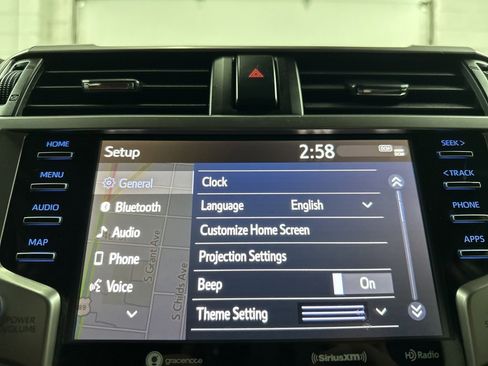 HOME
MENU
AUDIO
MAP
POWER
VOLUME
Setup
2:58
DCM
General
Bluetooth
Audio
Phone
Voice
S Grant Ave
S Childs Ave
Clock
Language English
Customize Home Screen
Projection Settings
Beep On
Theme Setting
SEEK >
< TRACK
PHONE
APPS
gracenote
SiriusXM
HD Radio